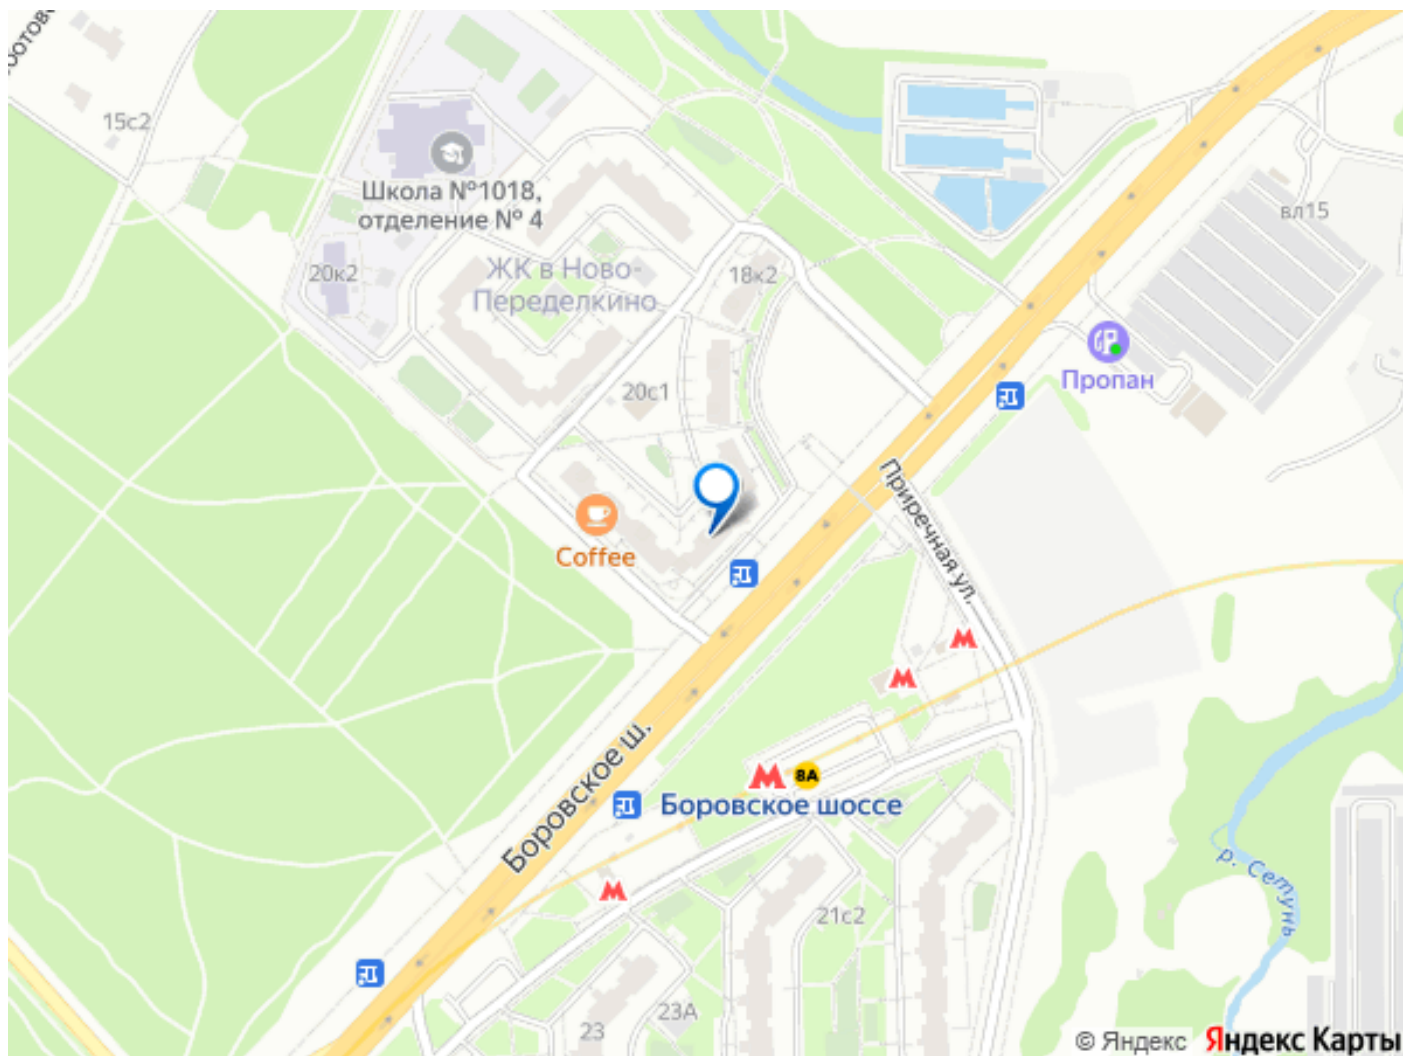 15с2
Школа №1018,
отделение № 4
20к2
ЖК в Ново-
Переделкино
18к2
вл15
Пропан
20с1
Coffee
Приречная ул.
Боровское ш.
8А
Боровское шоссе
р. Сетунь
21с2
23А
23
© Яндекс Яндекс Карты